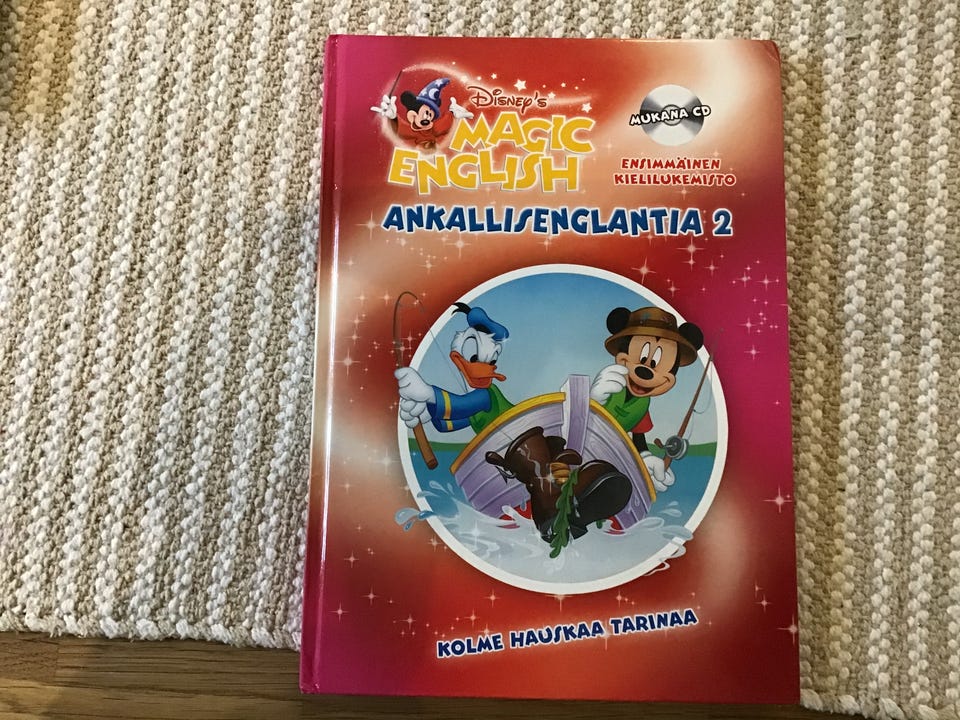 Disney's
MAGIC
ENGLISH
MUKANA CD
ENSIMMÄINEN
KIELILUKEMISTO
ANKALLISENGLANTIA 2
KOLME HAUSKAA TARINAA